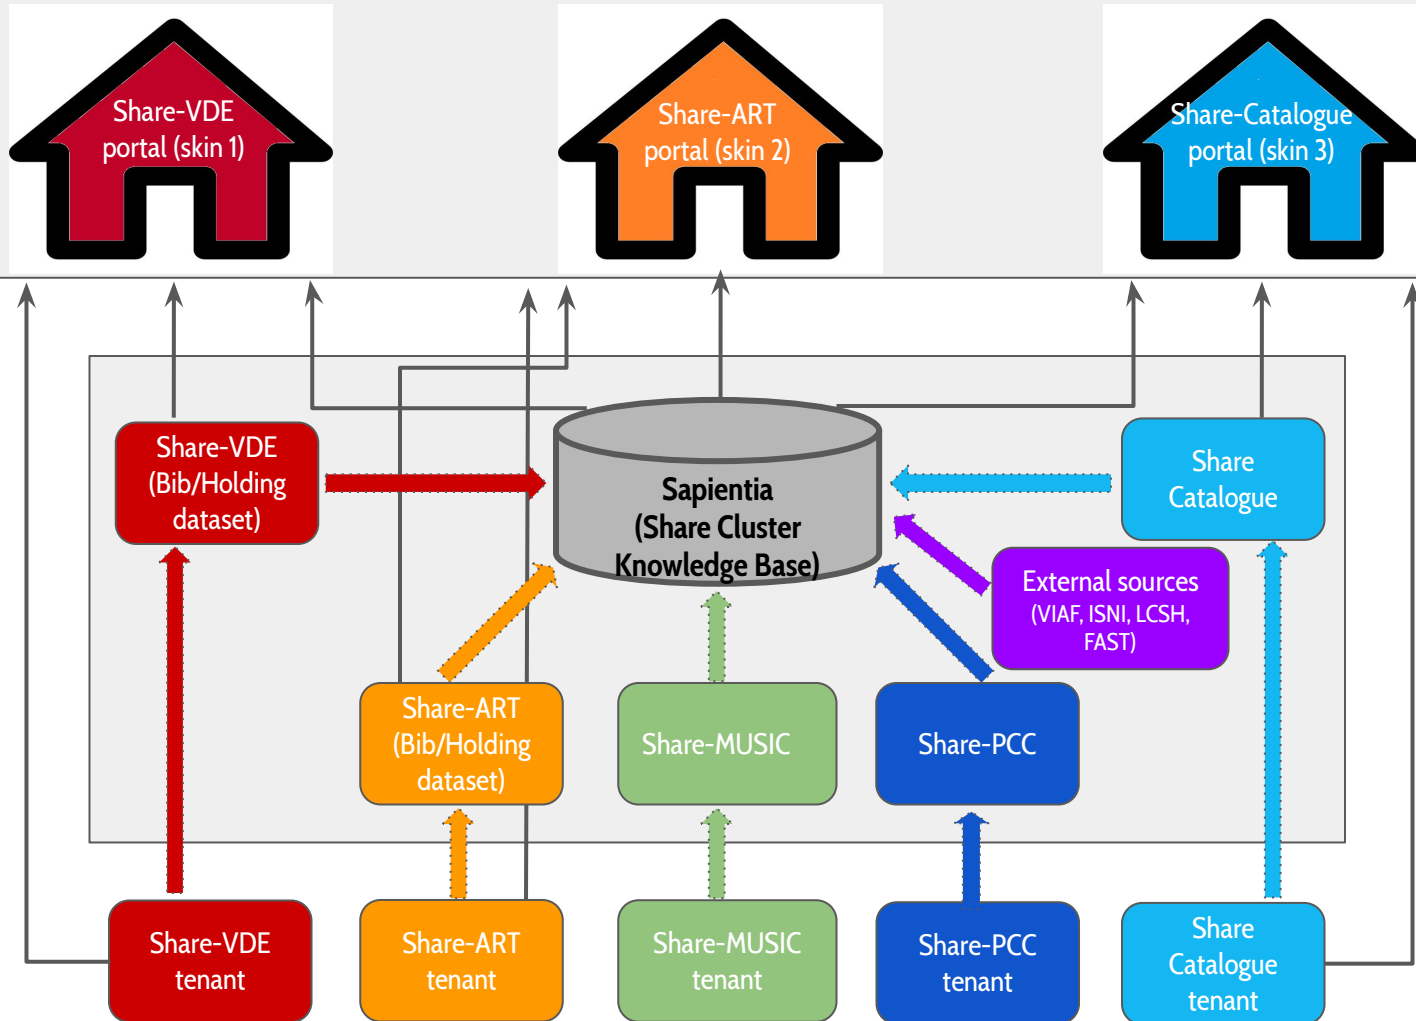 Share-VDE
portal (skin 1)
Share-ART
portal (skin 2)
Share-Catalogue
portal (skin 3)
Share-VDE
(Bib/Holding
dataset)
Sapientia
(Share Cluster
Knowledge Base)
Share
Catalogue
External sources
(VIAF, ISNI, LCSH,
FAST)
Share-ART
(Bib/Holding
dataset)
Share-MUSIC
Share-PCC
Share-VDE
tenant
Share-ART
tenant
Share-MUSIC
tenant
Share-PCC
tenant
Share
Catalogue
tenant